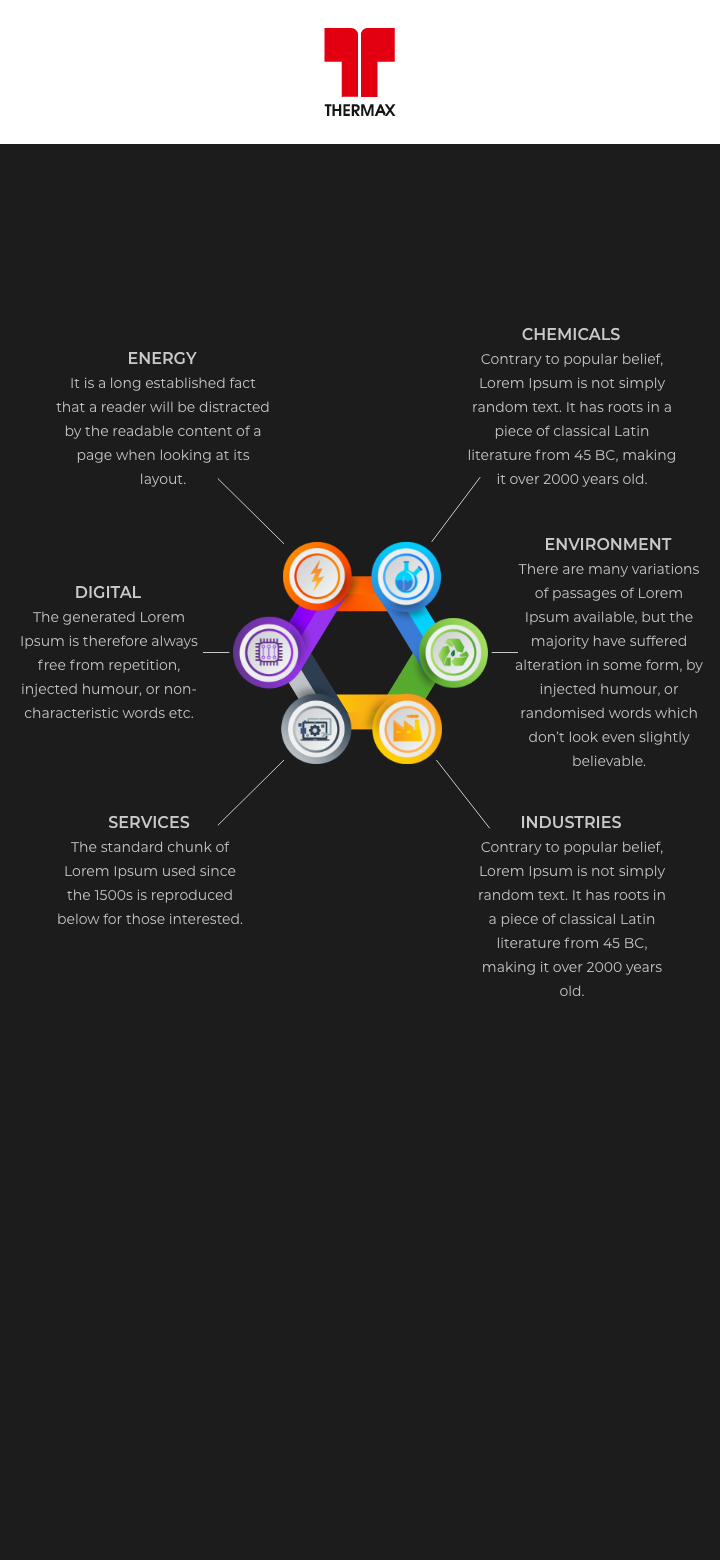 THERMAX
ENERGY
It is a long established fact
that a reader will be distracted
by the readable content of a
page when looking at its
layout.
CHEMICALS
Contrary to popular belief,
Lorem Ipsum is not simply
random text. It has roots in a
piece of classical Latin
literature from 45 BC, making
it over 2000 years old.
DIGITAL
The generated Lorem
Ipsum is therefore always
free from repetition,
injected humour, or non-
characteristic words etc.
ENVIRONMENT
There are many variations
of passages of Lorem
Ipsum available, but the
majority have suffered
alteration in some form, by
injected humour, or
randomised words which
don't look even slightly
believable.
SERVICES
The standard chunk of
Lorem Ipsum used since
the 1500s is reproduced
below for those interested.
INDUSTRIES
Contrary to popular belief,
Lorem Ipsum is not simply
random text. It has roots in
a piece of classical Latin
literature from 45 BC,
making it over 2000 years
old.